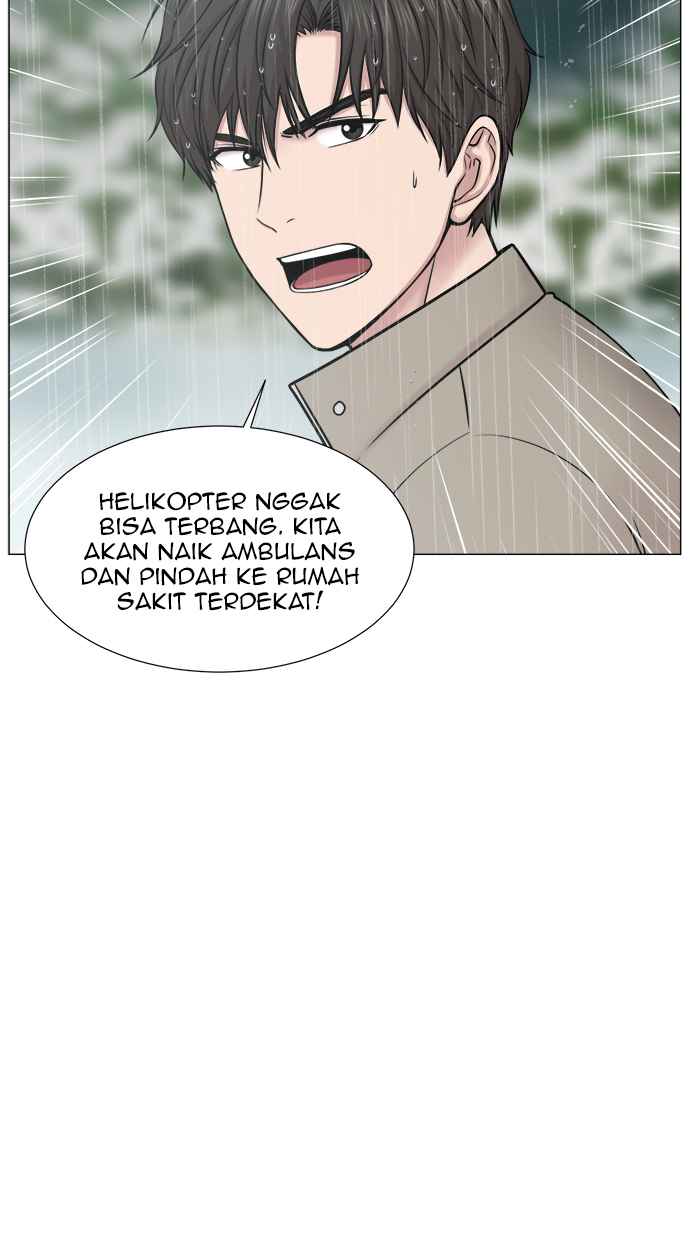 HELIKOPTER NGGAK
BISA TERBANG. KITA
AKAN NAIK AMBULANS
DAN PINDAH KE RUMAH
SAKIT TERDEKAT!